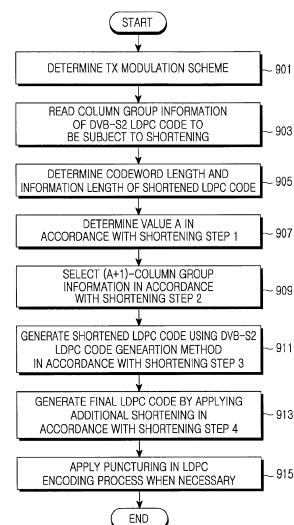 START
DETERMINE TX MODULATION SCHEME
901
READ COLUMN GROUP INFORMATION
OF DVB-S2 LDPC CODE TO
BE SUBJECT TO SHORTENING
903
DETERMINE CODEWORD LENGTH AND
INFORMATION LENGTH OF SHORTENED LDPC CODE
905
DETERMINE VALUE A IN
ACCORDANCE WITH SHORTENING STEP 1
907
SELECT (A+1)-COLUMN GROUP
INFORMATION IN ACCORDANCE
WITH SHORTENING STEP 2
909
GENERATE SHORTENED LDPC CODE USING DVB-S2
LDPC CODE GENEARTION METHOD
IN ACCORDANCE WITH SHORTENING STEP 3
911
GENERATE FINAL LDPC CODE BY APPLYING
ADDITIONAL SHORTENING IN
ACCORDANCE WITH SHORTENING STEP 4
913
APPLY PUNCTURING IN LDPC
ENCODING PROCESS WHEN NECESSARY
915
END